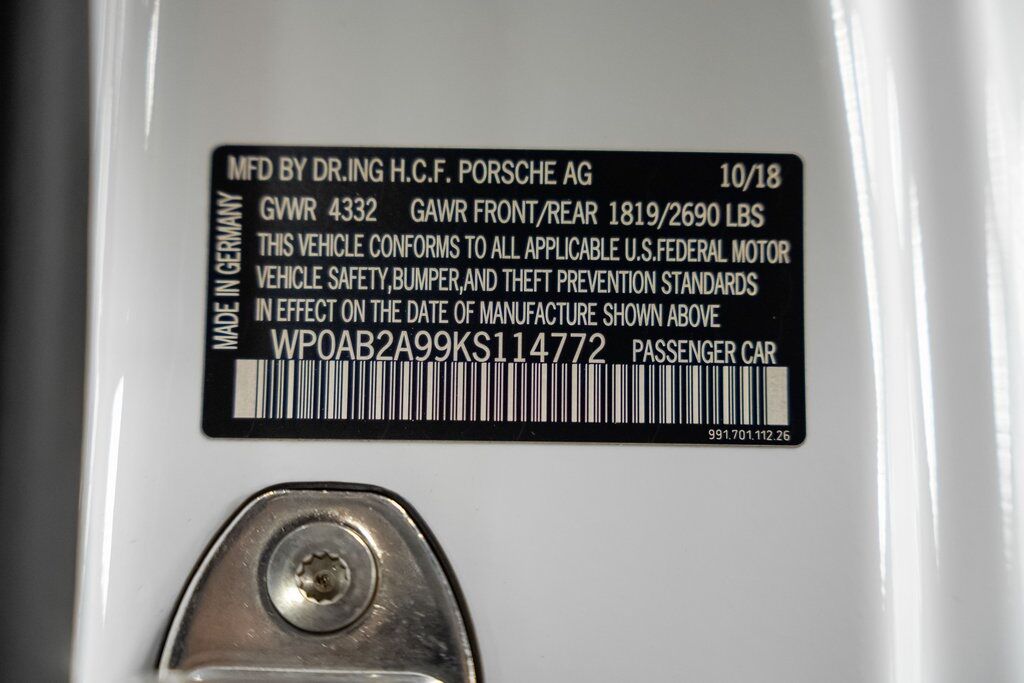 MFD BY DR.ING H.C.F. PORSCHE AG 10/18
GVWR 4332 GAWR FRONT/REAR 1819/2690 LBS
THIS VEHICLE CONFORMS TO ALL APPLICABLE U.S.FEDERAL MOTOR
VEHICLE SAFETY,BUMPER,AND THEFT PREVENTION STANDARDS
IN EFFECT ON THE DATE OF MANUFACTURE SHOWN ABOVE
WP0AB2A99KS114772 PASSENGER CAR
991.701.112.26
MADE IN GERMANY